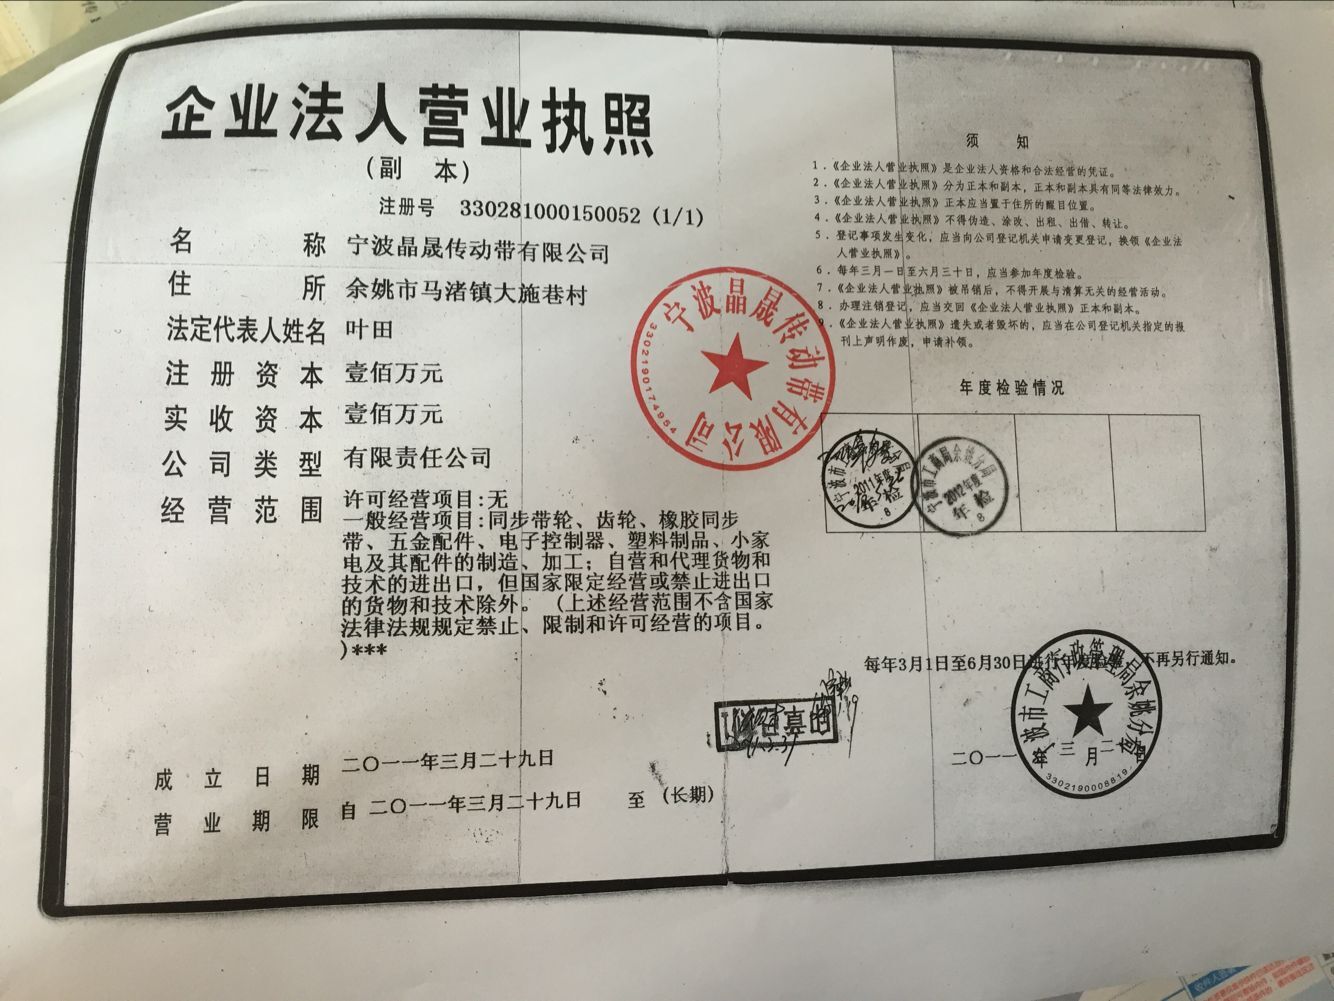 企业法人营业执照
(副 本)
注册号 330281000150052 (1/1)
名 称 宁波晶晟传动带有限公司
住 所 余姚市马渚镇大施巷村
法定代表人姓名 叶田
注 册 资 本 壹佰万元
实 收 资 本 壹佰万元
公 司 类 型 有限责任公司
经 营 范 围 许可经营项目:无
一般经营项目:同步带轮、齿轮、橡胶同步
带、五金配件、电子控制器、塑料制品、小家
电及其配件的制造、加工；自营和代理货物和
技术的进出口，但国家限定经营或禁止进出口
的货物和技术除外。（上述经营范围不含国家
法律法规规定禁止、限制和许可经营的项目。
)***
成 立 日 期 二〇一一年三月二十九日
营 业 期 限 自 二〇一一年三月二十九日 至 (长期)
宁波晶晟传动带有限公司
3302190174954
须 知
1．《企业法人营业执照》是企业法人资格和合法经营的凭证。
2．《企业法人营业执照》分为正本和副本，正本和副本具有同等法律效力。
3．《企业法人营业执照》正本应当置于住所的醒目位置。
4．《企业法人营业执照》不得伪造、涂改、出租、出借、转让。
5．登记事项发生变化，应当向公司登记机关申请变更登记，换领《企业法
人营业执照》。
6．每年三月一日至六月三十日，应当参加年度检验。
7．《企业法人营业执照》被吊销后，不得开展与清算无关的经营活动。
8．办理注销登记，应当交回《企业法人营业执照》正本和副本。
9．《企业法人营业执照》遗失或者毁坏的，应当在公司登记机关指定的报
刊上声明作废，申请补领。
年度检验情况
宁波市
2011年度
年检
8
宁波市工商局余姚分局
2012年度
年检
8
每年3月1日至6月30日进行年度检验，不再另行通知。
宁波市工商行政管理局余姚分局
二〇一一 年 三 月 二
3302190008819